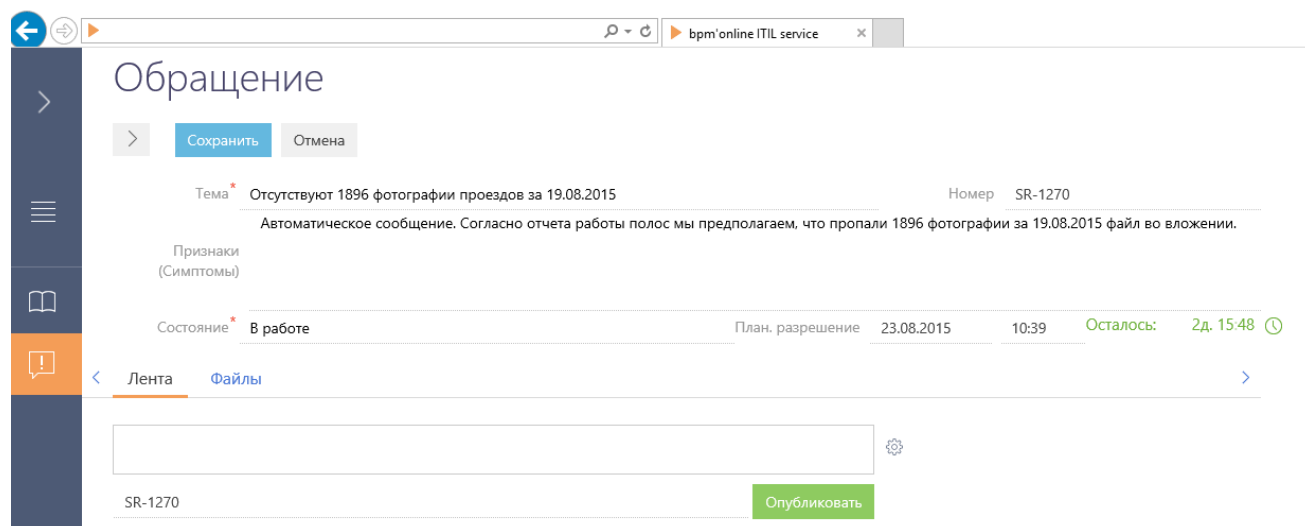 bpm'online ITIL service
Обращение
Сохранить Отмена
Тема* Отсутствуют 1896 фотографии проездов за 19.08.2015 Номер SR-1270
Автоматическое сообщение. Согласно отчета работы полос мы предполагаем, что пропали 1896 фотографии за 19.08.2015 файл во вложении.
Признаки
(Симптомы)
Состояние* В работе План. разрешение 23.08.2015 10:39 Осталось: 2д. 15:48
Лента Файлы
SR-1270 Опубликовать